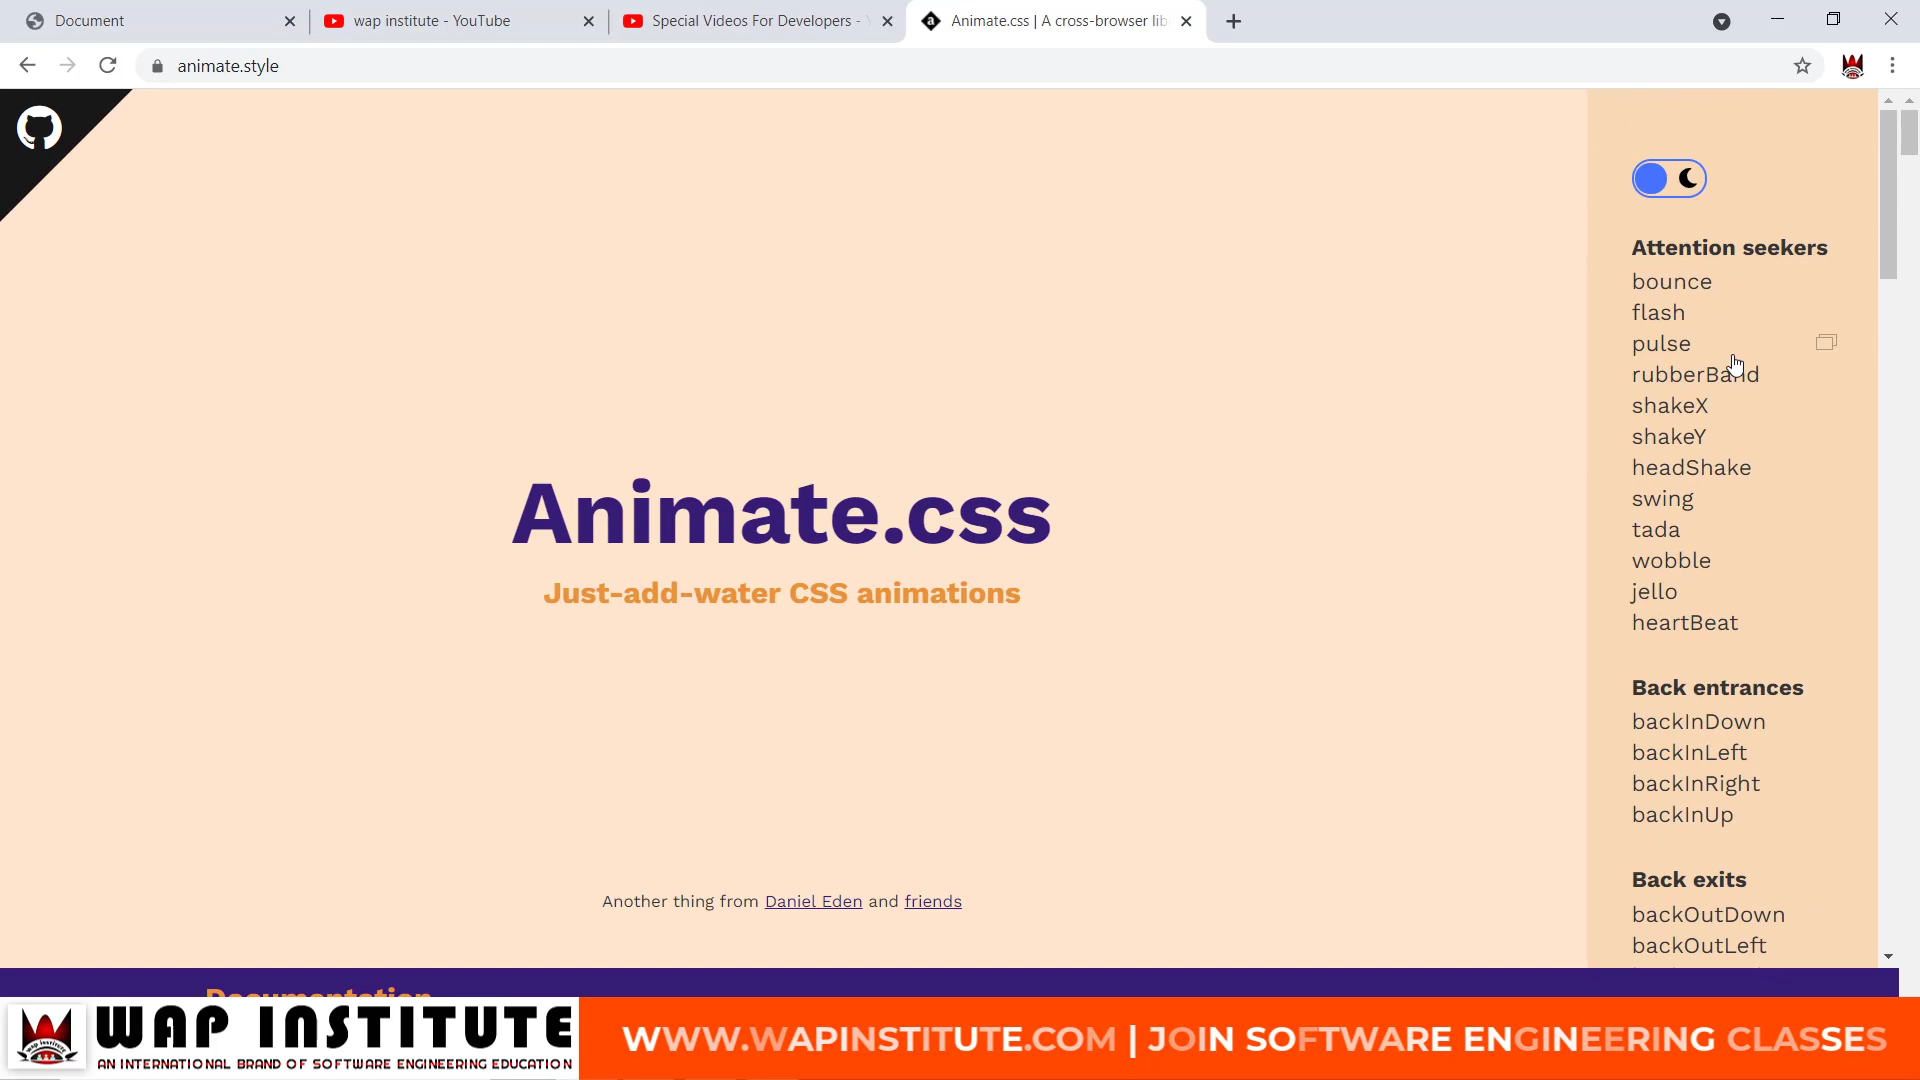 Document
wap institute - YouTube
Special Videos For Developers - Y
Animate.css | A cross-browser lib
animate.style
Attention seekers
bounce
flash
pulse
rubberBand
shakeX
shakeY
headShake
swing
tada
wobble
jello
heartBeat
Back entrances
backInDown
backInLeft
backInRight
backInUp
Back exits
backOutDown
backOutLeft
Animate.css
Just-add-water CSS animations
Another thing from Daniel Eden and friends
Documentation
WAP INSTITUTE
AN INTERNATIONAL BRAND OF SOFTWARE ENGINEERING EDUCATION
WWW.WAPINSTITUTE.COM | JOIN SOFTWARE ENGINEERING CLASSES